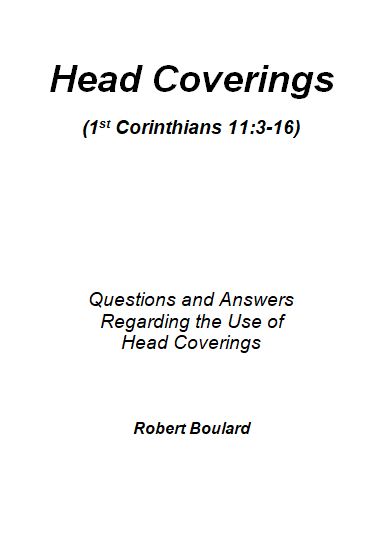 Head Coverings
(1st Corinthians 11:3-16)
Questions and Answers
Regarding the Use of
Head Coverings
Robert Boulard